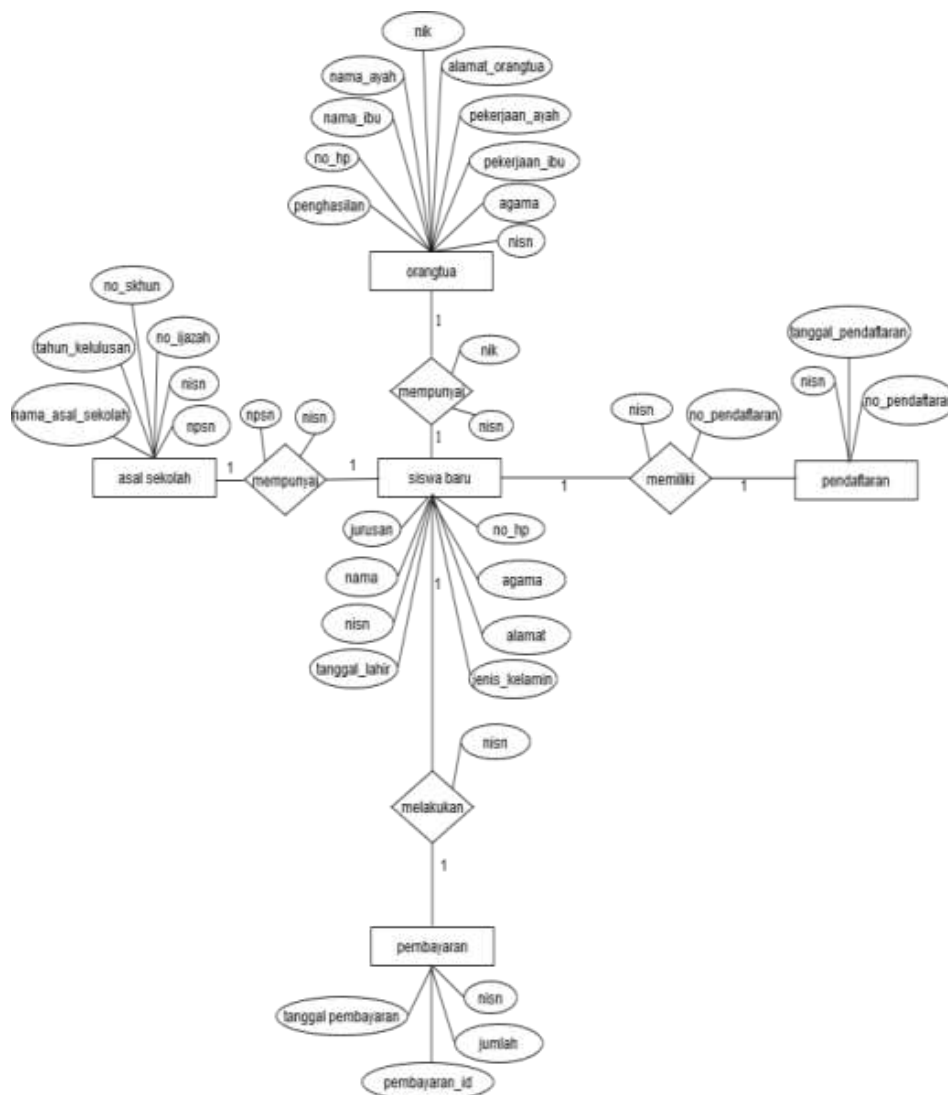 nik
nama_ayah
alamat_orangtua
nama_ibu
pekerjaan_ayah
no_hp
pekerjaan_ibu
penghasilan
agama
nisn
orangtua
1
nik
mempunyai
nisn
1
no_skhun
tahun_kelulusan
no_ijazah
nisn
nama_asal_sekolah
npsn
asal sekolah
1
npsn
nisn
mempunyai
1
siswa baru
1
nisn
no_pendaftaran
memiliki
1
tanggal_pendaftaran
nisn
no_pendaftaran
pendaftaran
jurusan
no_hp
nama
1
agama
nisn
alamat
tanggal_lahir
jenis_kelamin
nisn
melakukan
1
pembayaran
tanggal pembayaran
nisn
jumlah
pembayaran_id